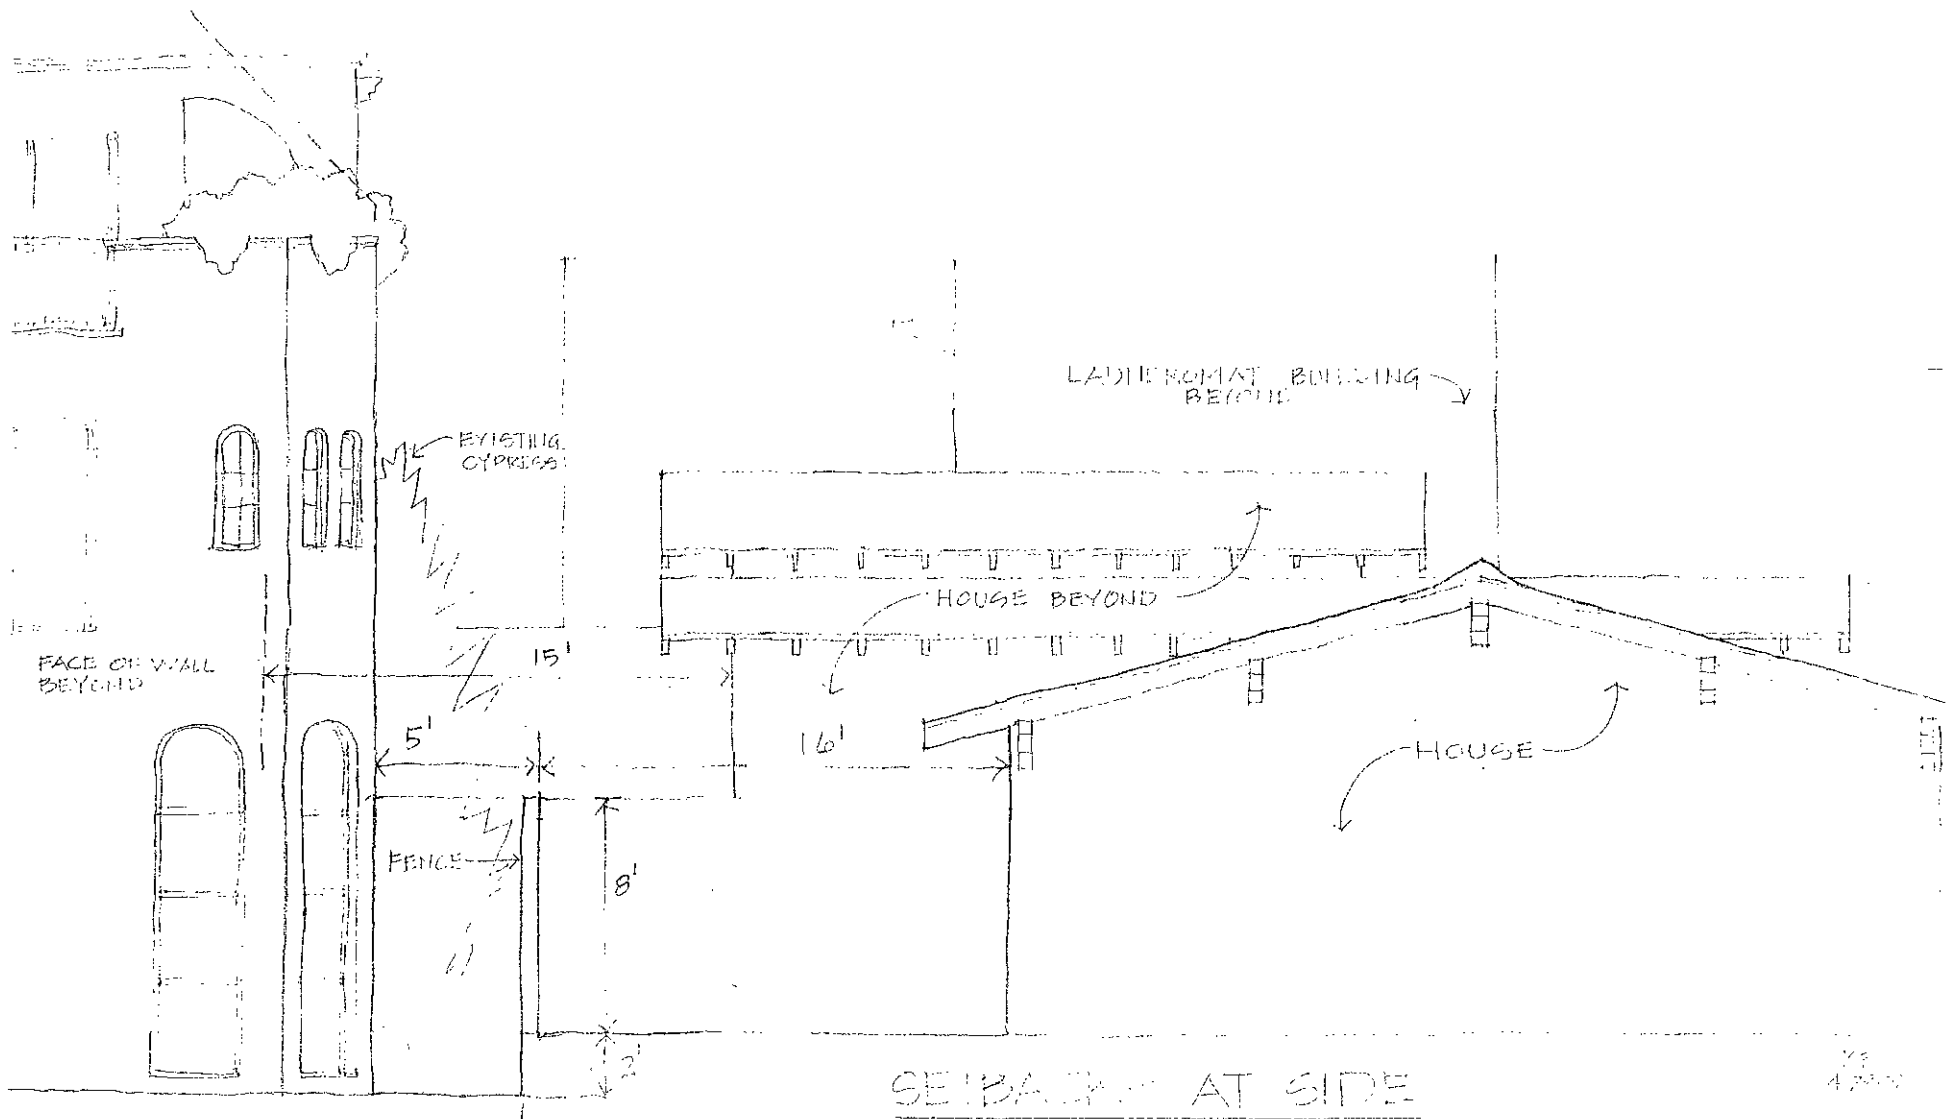 LAUNDROMAT BUILDING
BEYOND
EXISTING
CYPRESS
HOUSE BEYOND
FACE OF WALL
BEYOND
15'
5'
16'
HOUSE
FENCE
8'
2'
SETBACK AT SIDE